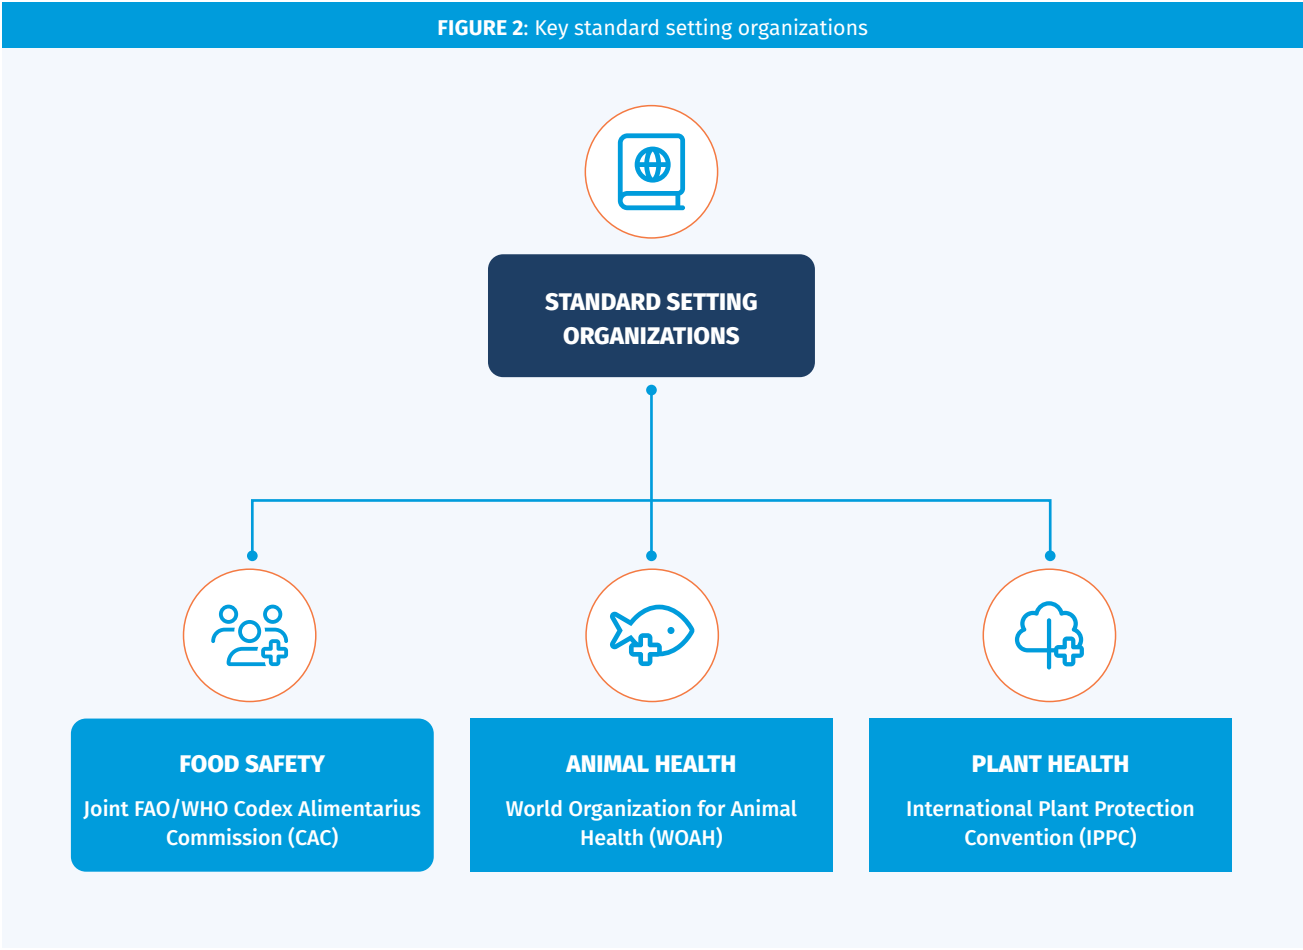 FIGURE 2: Key standard setting organizations
STANDARD SETTING
ORGANIZATIONS
FOOD SAFETY
Joint FAO/WHO Codex Alimentarius
Commission (CAC)
ANIMAL HEALTH
World Organization for Animal
Health (WOAH)
PLANT HEALTH
International Plant Protection
Convention (IPPC)